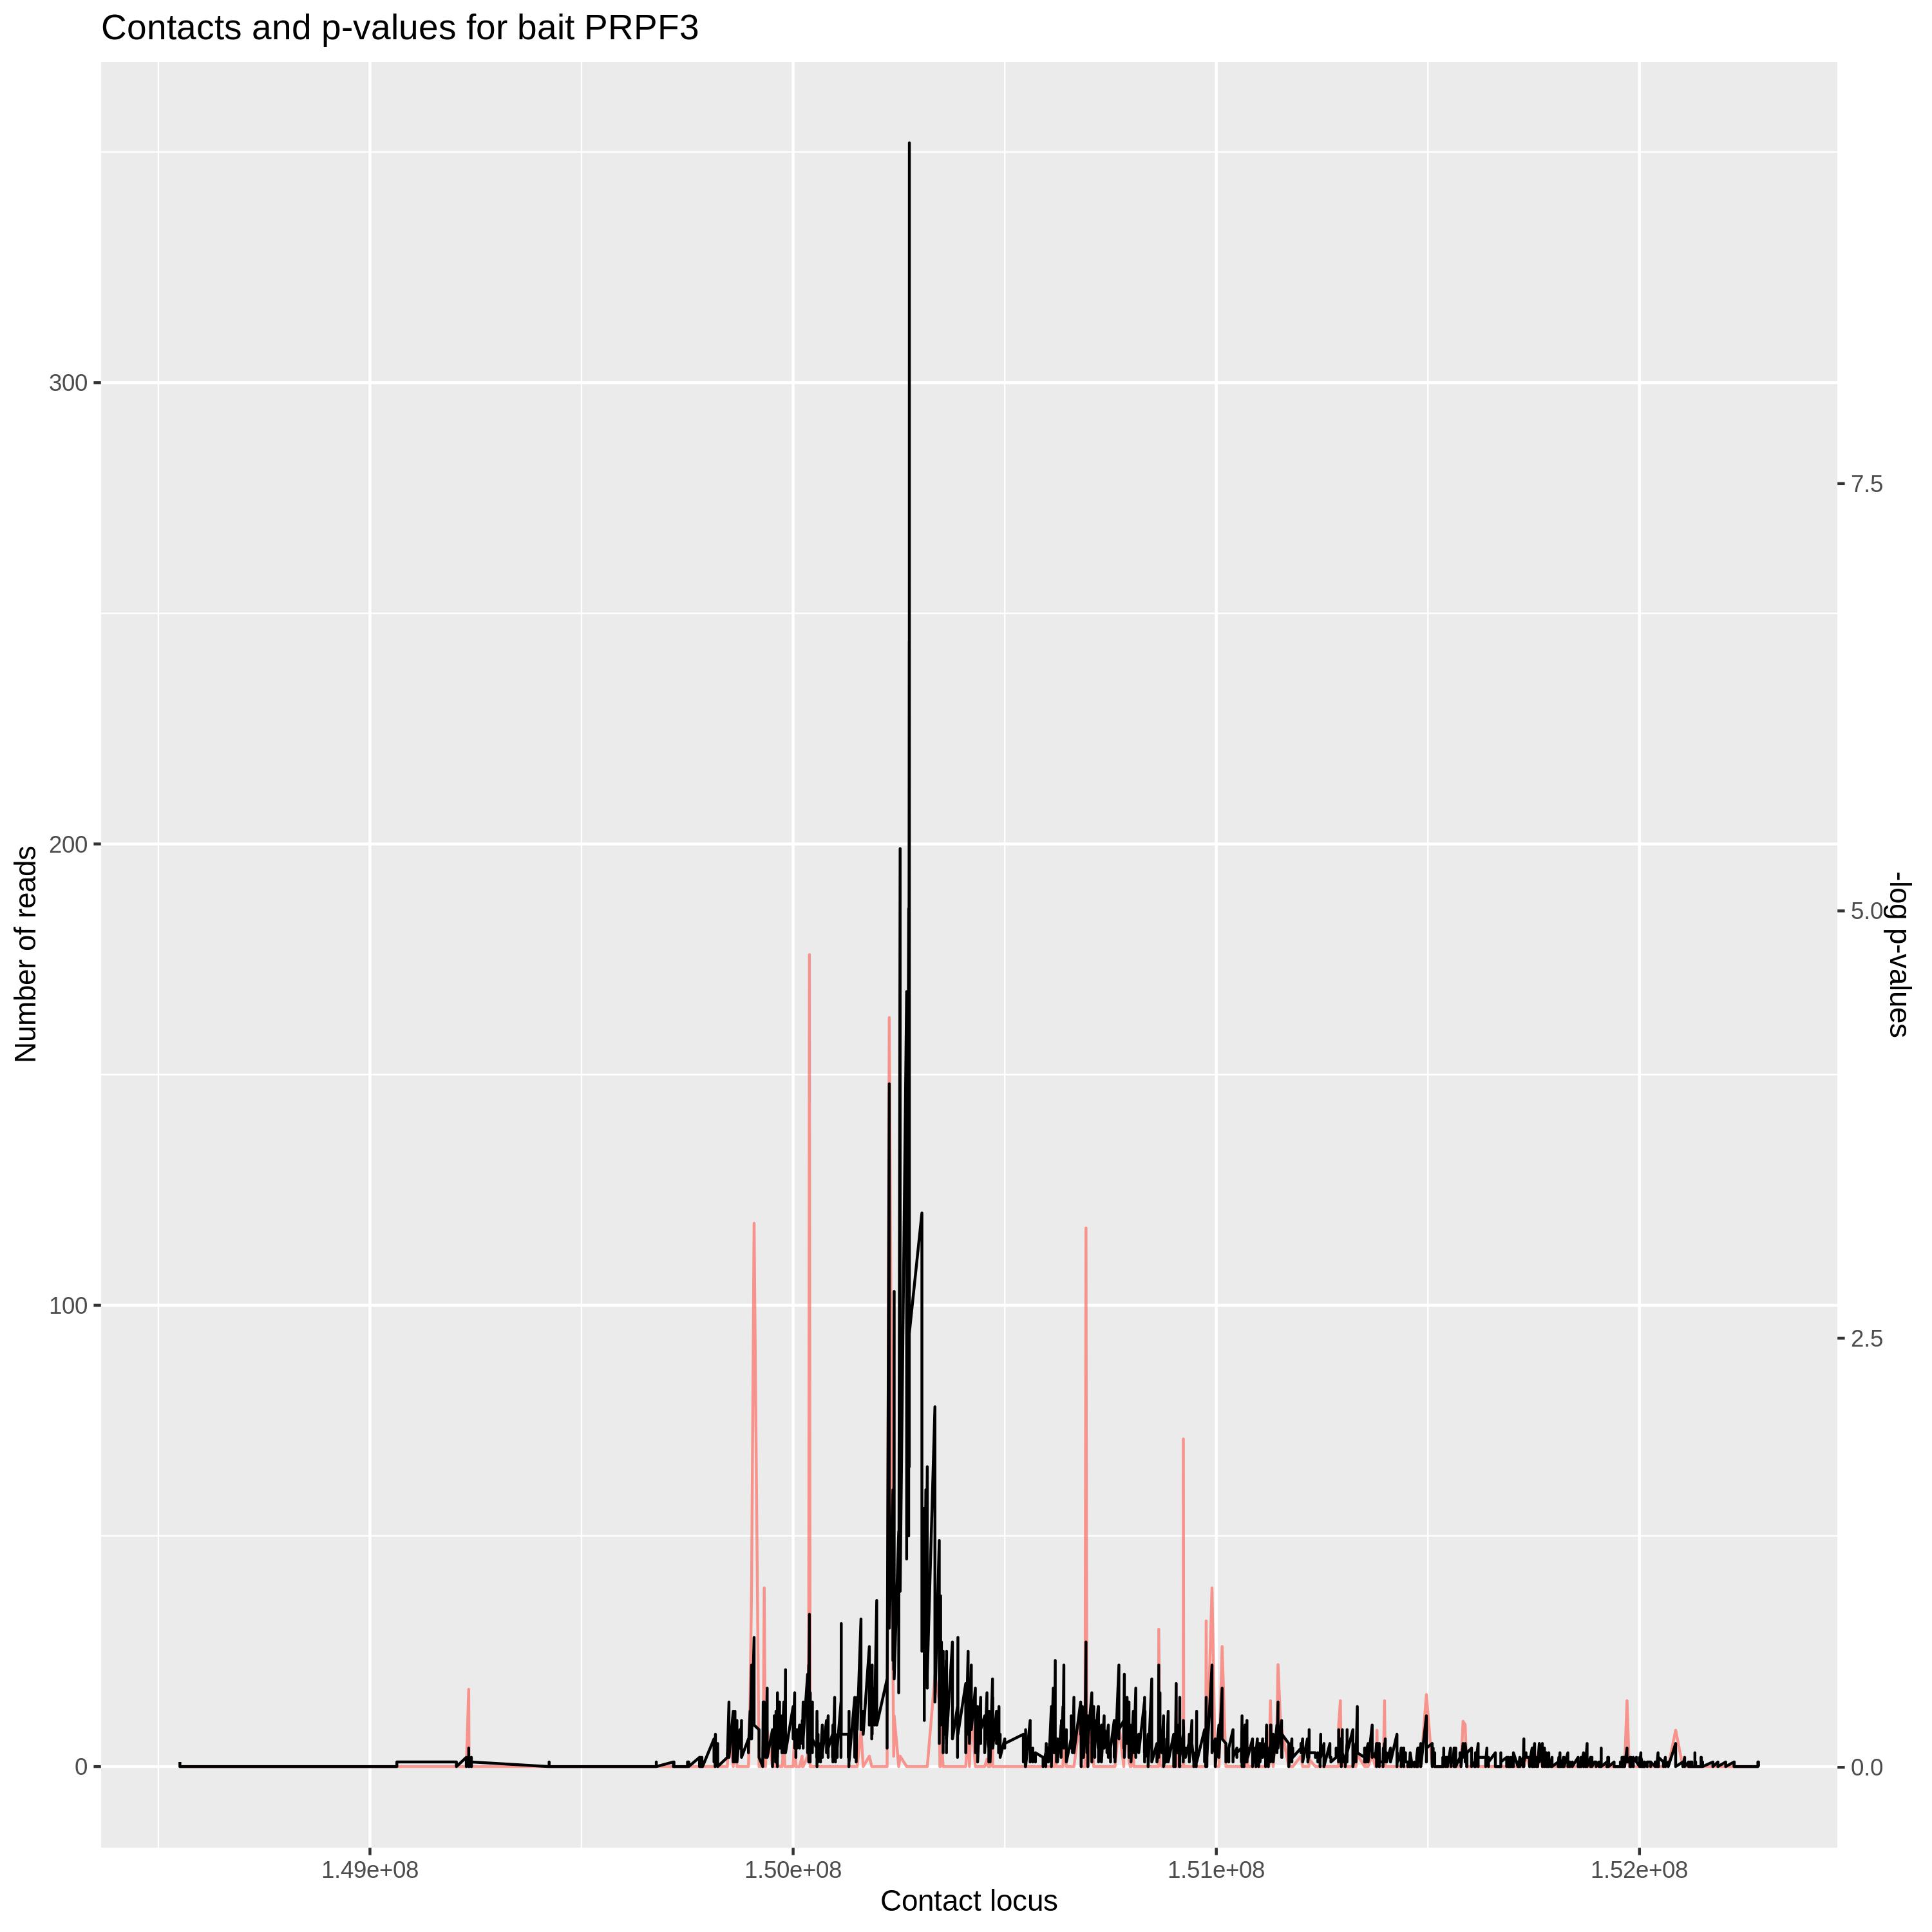 Contacts and p-values for bait PRPF3
300
200
100
0
Number of reads
7.5
5.0
2.5
0.0
-log p-values
1.49e+08
1.50e+08
1.51e+08
1.52e+08
Contact locus